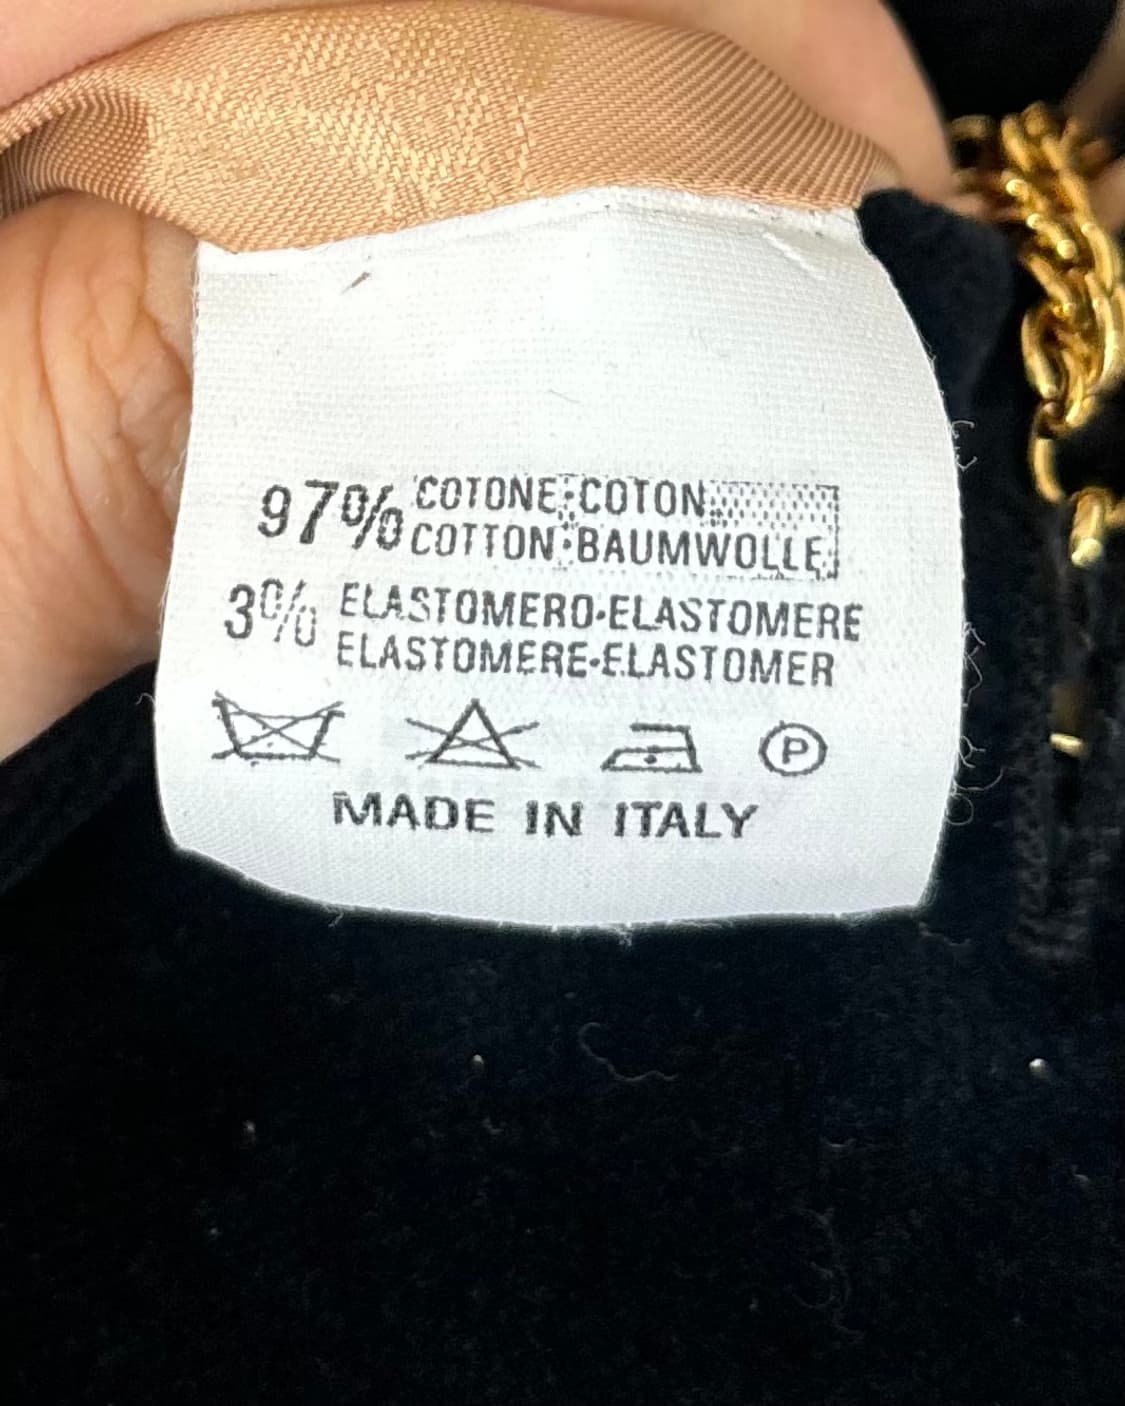 97% COTONE·COTON
COTTON·BAUMWOLLE
3% ELASTOMERO·ELASTOMERE
ELASTOMERE·ELASTOMER
P
MADE IN ITALY